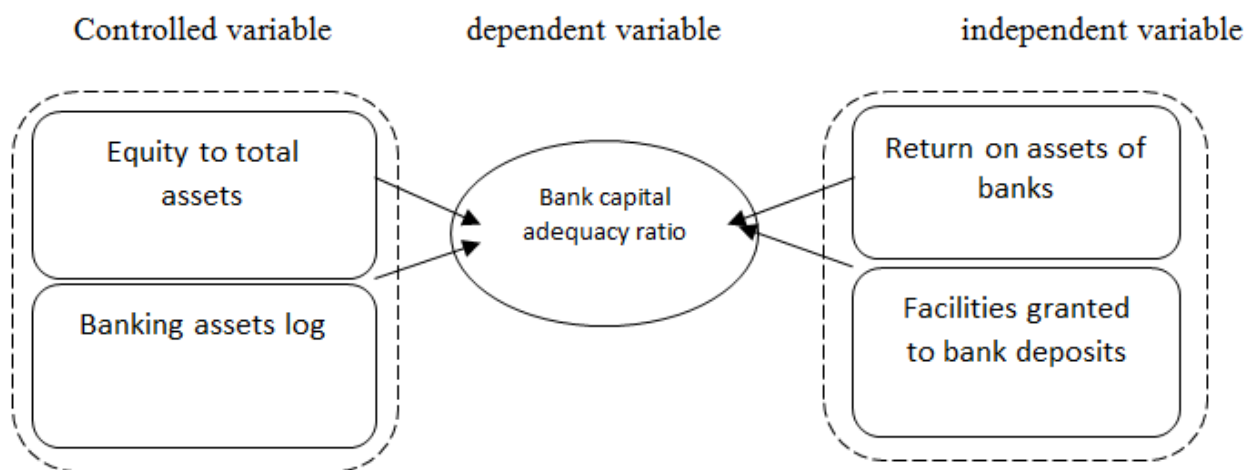 Controlled variable
dependent variable
independent variable
Equity to total
assets
Banking assets log
Bank capital
adequacy ratio
Return on assets of
banks
Facilities granted
to bank deposits